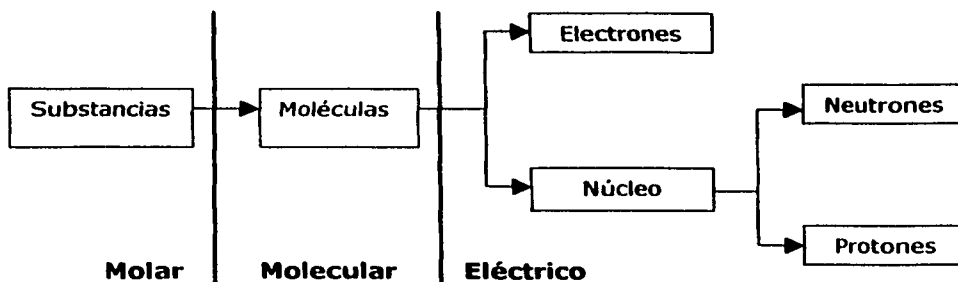 Electrones
Substancias
Moléculas
Neutrones
Núcleo
Protones
Molar
Molecular
Eléctrico